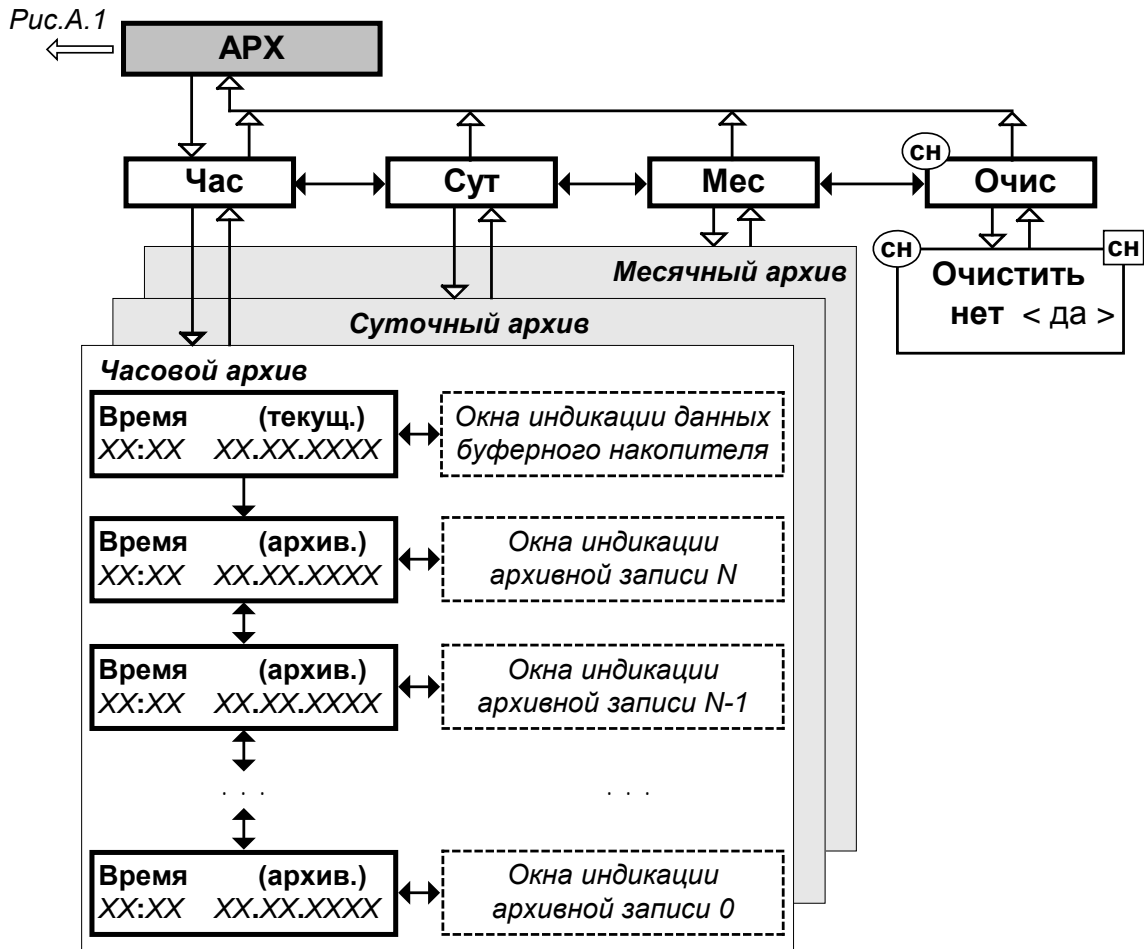 Рис.А.1
АРХ
Час
Сут
Мес
сн
Очис
Месячный архив
сн
сн
Очистить
нет < да >
Суточный архив
Часовой архив
Время (текущ.)
XX:XX XX.XX.XXXX
Окна индикации данных
буферного накопителя
Время (архив.)
XX:XX XX.XX.XXXX
Окна индикации
архивной записи N
Время (архив.)
XX:XX XX.XX.XXXX
Окна индикации
архивной записи N-1
. . .
. . .
Время (архив.)
XX:XX XX.XX.XXXX
Окна индикации
архивной записи 0